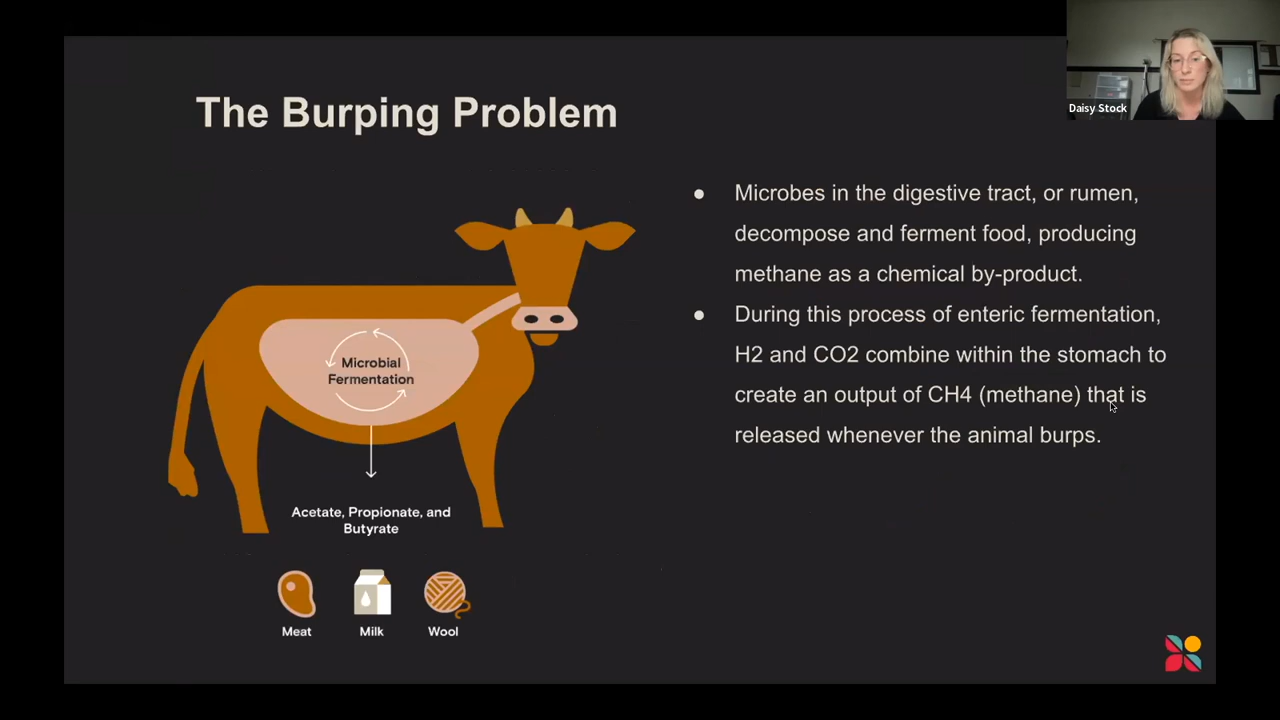 Daisy Stock
The Burping Problem
● Microbes in the digestive tract, or rumen,
decompose and ferment food, producing
methane as a chemical by-product.
● During this process of enteric fermentation,
H2 and CO2 combine within the stomach to
create an output of CH4 (methane) that is
released whenever the animal burps.
Microbial
Fermentation
Acetate, Propionate, and
Butyrate
Meat
Milk
Wool